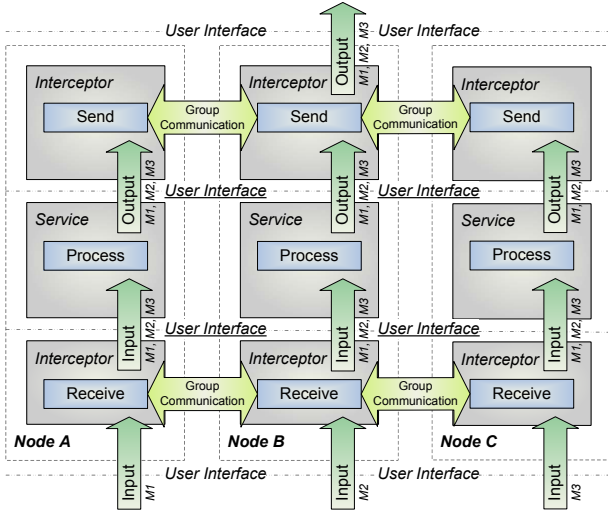 User Interface
User Interface
Output
M1, M2, M3
Interceptor
Interceptor
Interceptor
Send
Group
Communication
Send
Group
Communication
Send
Output
M1, M2, M3
Output
M1, M2, M3
Output
M1, M2, M3
User Interface
User Interface
Service
Service
Service
Process
Process
Process
Input
M1, M2, M3
Input
M1, M2, M3
Input
M1, M2, M3
User Interface
User Interface
Interceptor
Interceptor
Interceptor
Receive
Group
Communication
Receive
Group
Communication
Receive
Node A
Node B
Node C
User Interface
User Interface
Input
M1
Input
M2
Input
M3